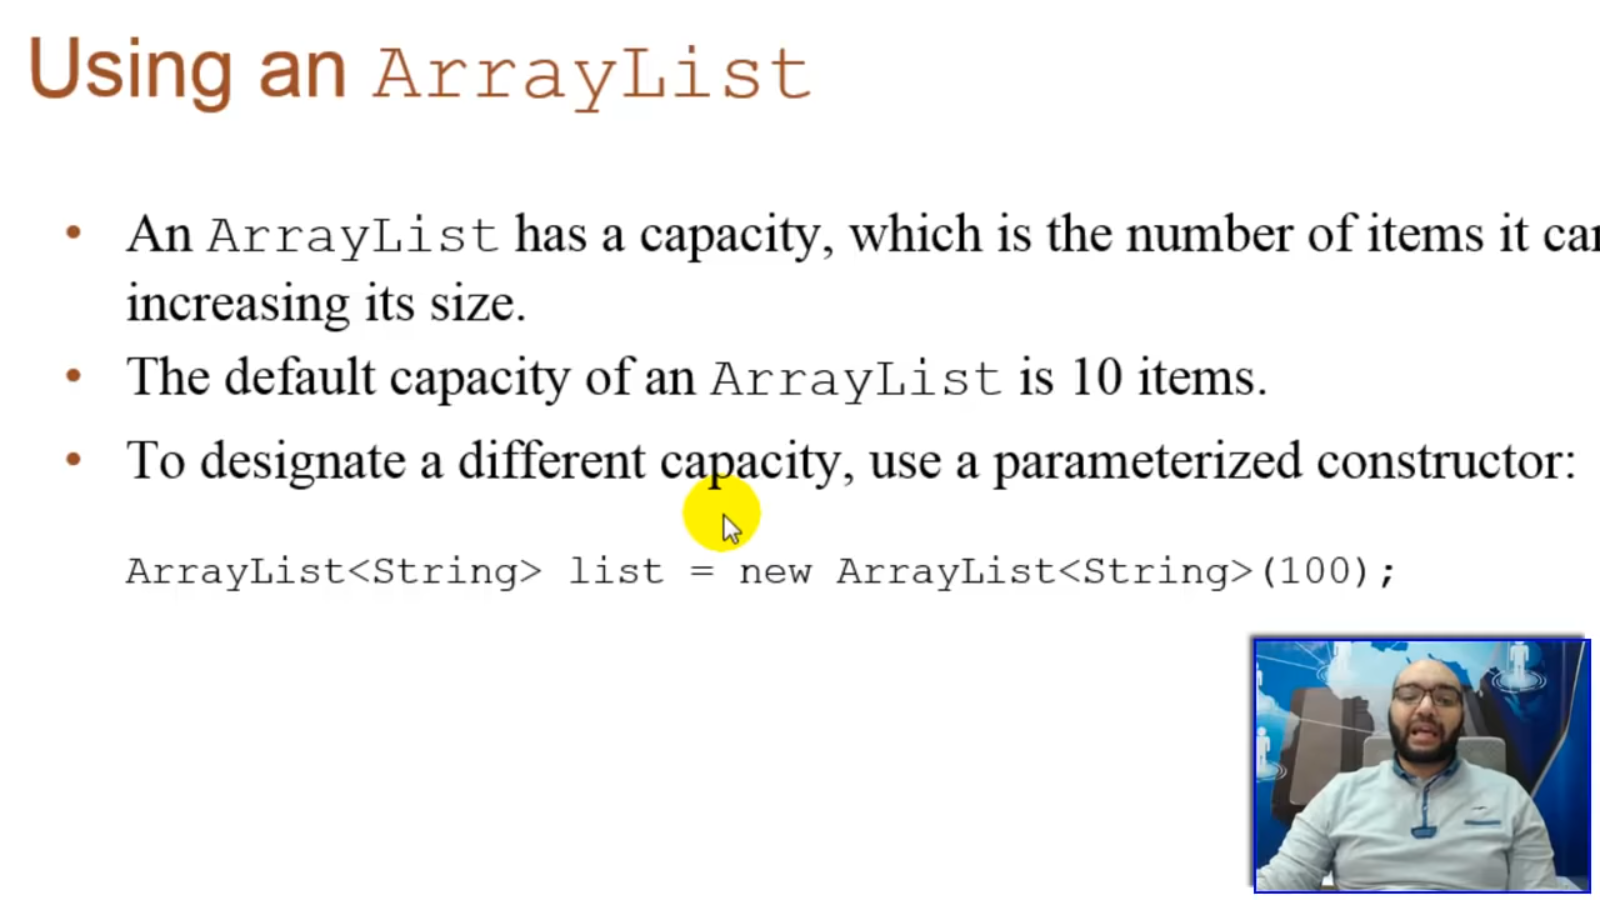 Using an ArrayList
• An ArrayList has a capacity, which is the number of items it
increasing its size.
• The default capacity of an ArrayList is 10 items.
• To designate a different capacity, use a parameterized constructor:
ArrayList<String> list = new ArrayList<String>(100);